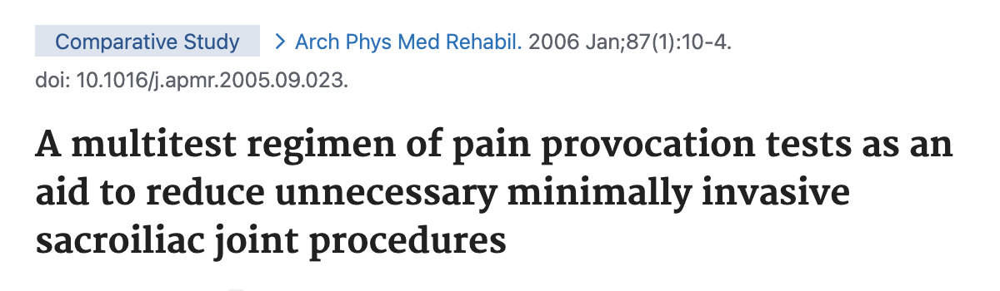 Comparative Study > Arch Phys Med Rehabil. 2006 Jan;87(1):10-4.
doi: 10.1016/j.apmr.2005.09.023.
A multitest regimen of pain provocation tests as an
aid to reduce unnecessary minimally invasive
sacroiliac joint procedures